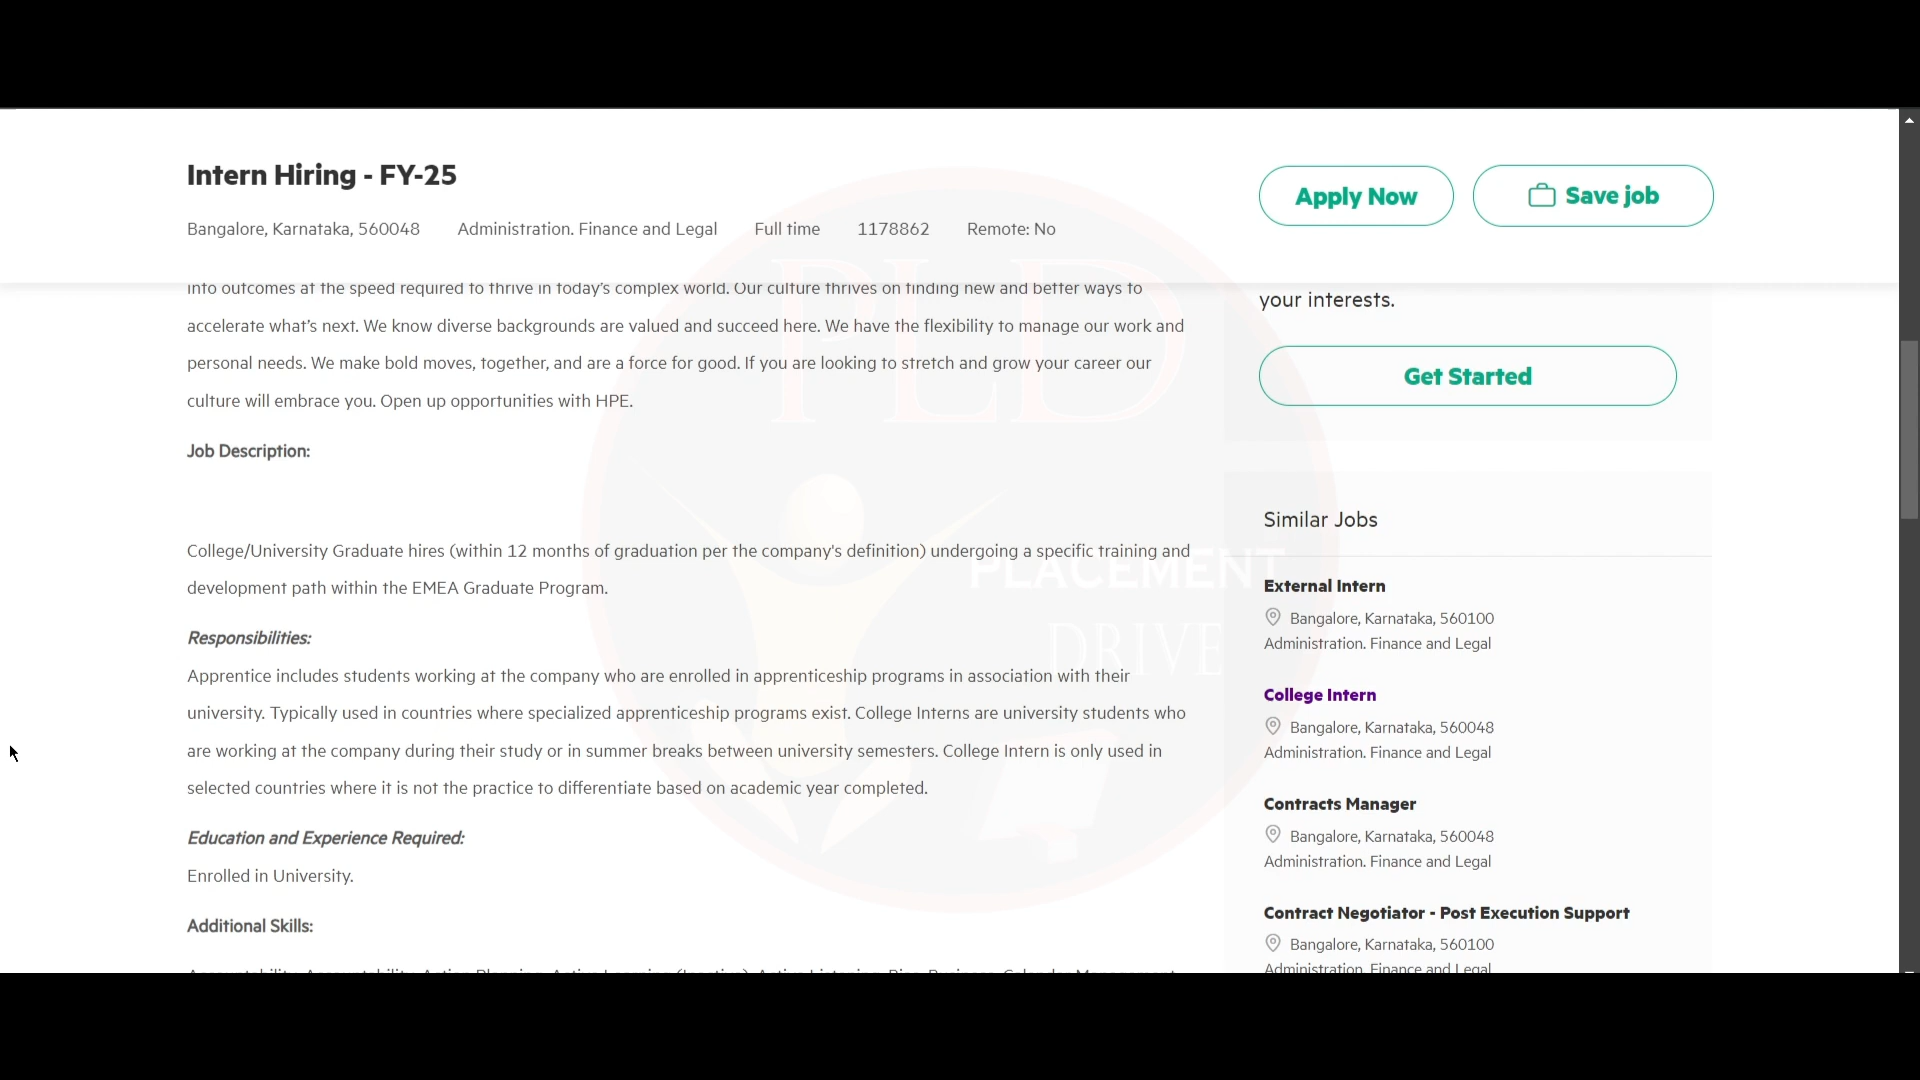 Intern Hiring - FY-25
Apply Now
Save job
Bangalore, Karnataka, 560048 Administration. Finance and Legal Full time 1178862 Remote: No
into outcomes at the speed required to thrive in today's complex world. Our culture thrives on finding new and better ways to
accelerate what's next. We know diverse backgrounds are valued and succeed here. We have the flexibility to manage our work and
personal needs. We make bold moves, together, and are a force for good. If you are looking to stretch and grow your career our
culture will embrace you. Open up opportunities with HPE.
Job Description:
College/University Graduate hires (within 12 months of graduation per the company's definition) undergoing a specific training and
development path within the EMEA Graduate Program.
Responsibilities:
Apprentice includes students working at the company who are enrolled in apprenticeship programs in association with their
university. Typically used in countries where specialized apprenticeship programs exist. College Interns are university students who
are working at the company during their study or in summer breaks between university semesters. College Intern is only used in
selected countries where it is not the practice to differentiate based on academic year completed.
Education and Experience Required:
Enrolled in University.
Additional Skills:
your interests.
Get Started
Similar Jobs
External Intern
Bangalore, Karnataka, 560100
Administration. Finance and Legal
College Intern
Bangalore, Karnataka, 560048
Administration. Finance and Legal
Contracts Manager
Bangalore, Karnataka, 560048
Administration. Finance and Legal
Contract Negotiator - Post Execution Support
Bangalore, Karnataka, 560100
Administration. Finance and Legal
PLD
PLACEMENT
DRIVE